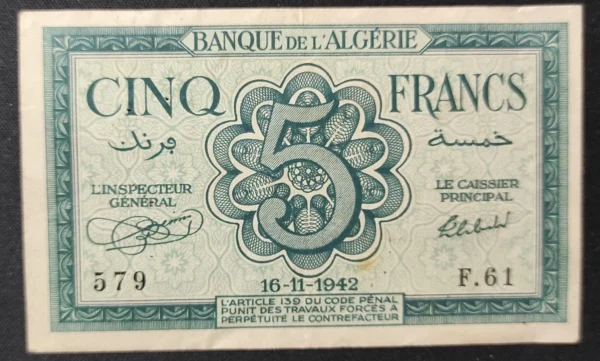 BANQUE DE L'ALGÉRIE
CINQ 5 FRANCS
فرنك خمسة
L'INSPECTEUR
GÉNÉRAL
LE CAISSIER
PRINCIPAL
579
16-11-1942
F.61
L'ARTICLE 139 DU CODE PÉNAL
PUNIT DES TRAVAUX FORCÉS À
PERPÉTUITÉ LE CONTREFACTEUR